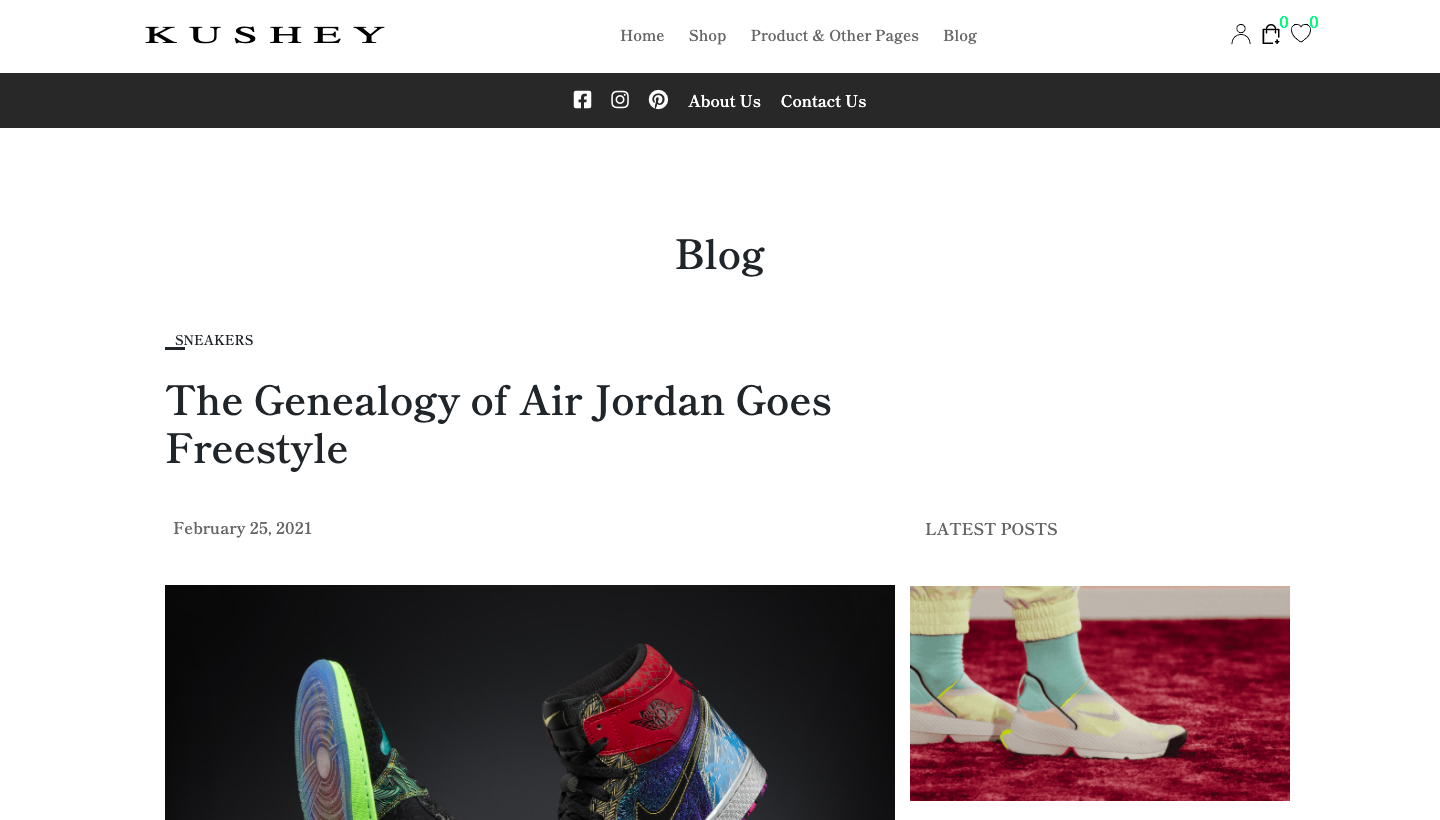 KUSHEY
Home Shop Product & Other Pages Blog
0 0
About Us Contact Us
Blog
SNEAKERS
The Genealogy of Air Jordan Goes
Freestyle
February 25, 2021
LATEST POSTS